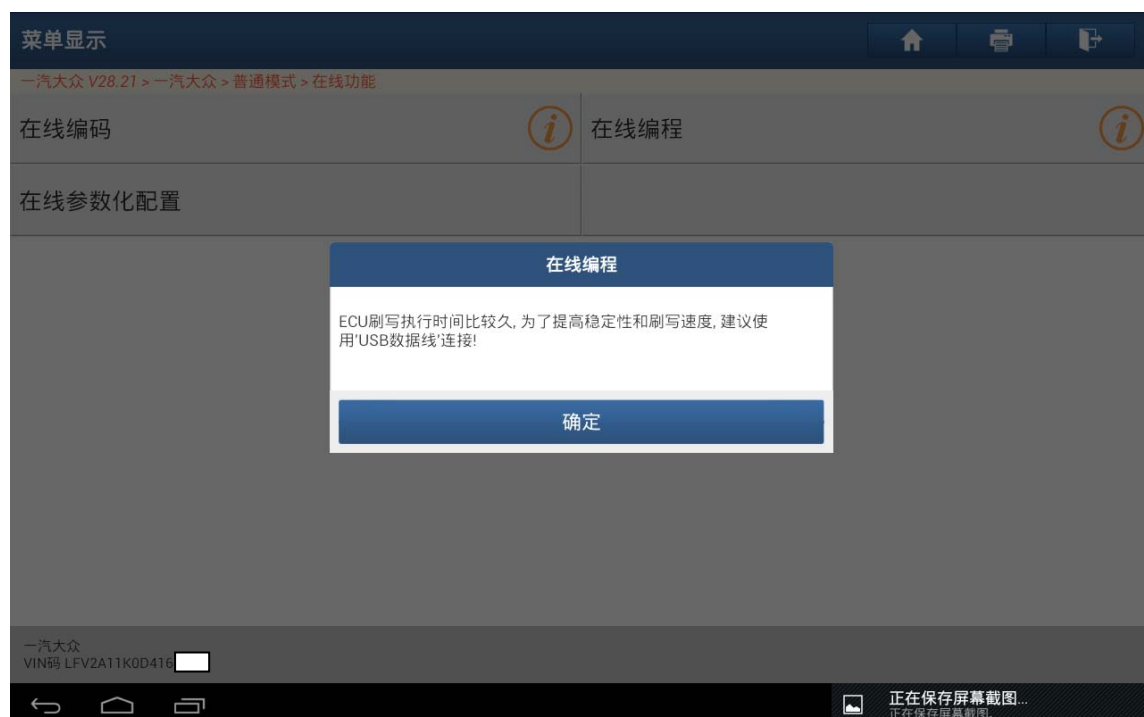 菜单显示
一汽大众 V28.21 > 一汽大众 > 普通模式 > 在线功能
在线编码
在线编程
在线参数化配置
在线编程
ECU刷写执行时间比较久, 为了提高稳定性和刷写速度, 建议使
用'USB数据线'连接!
确定
一汽大众
VIN码 LFV2A11K0D416
正在保存屏幕截图...
正在保存屏幕截图.